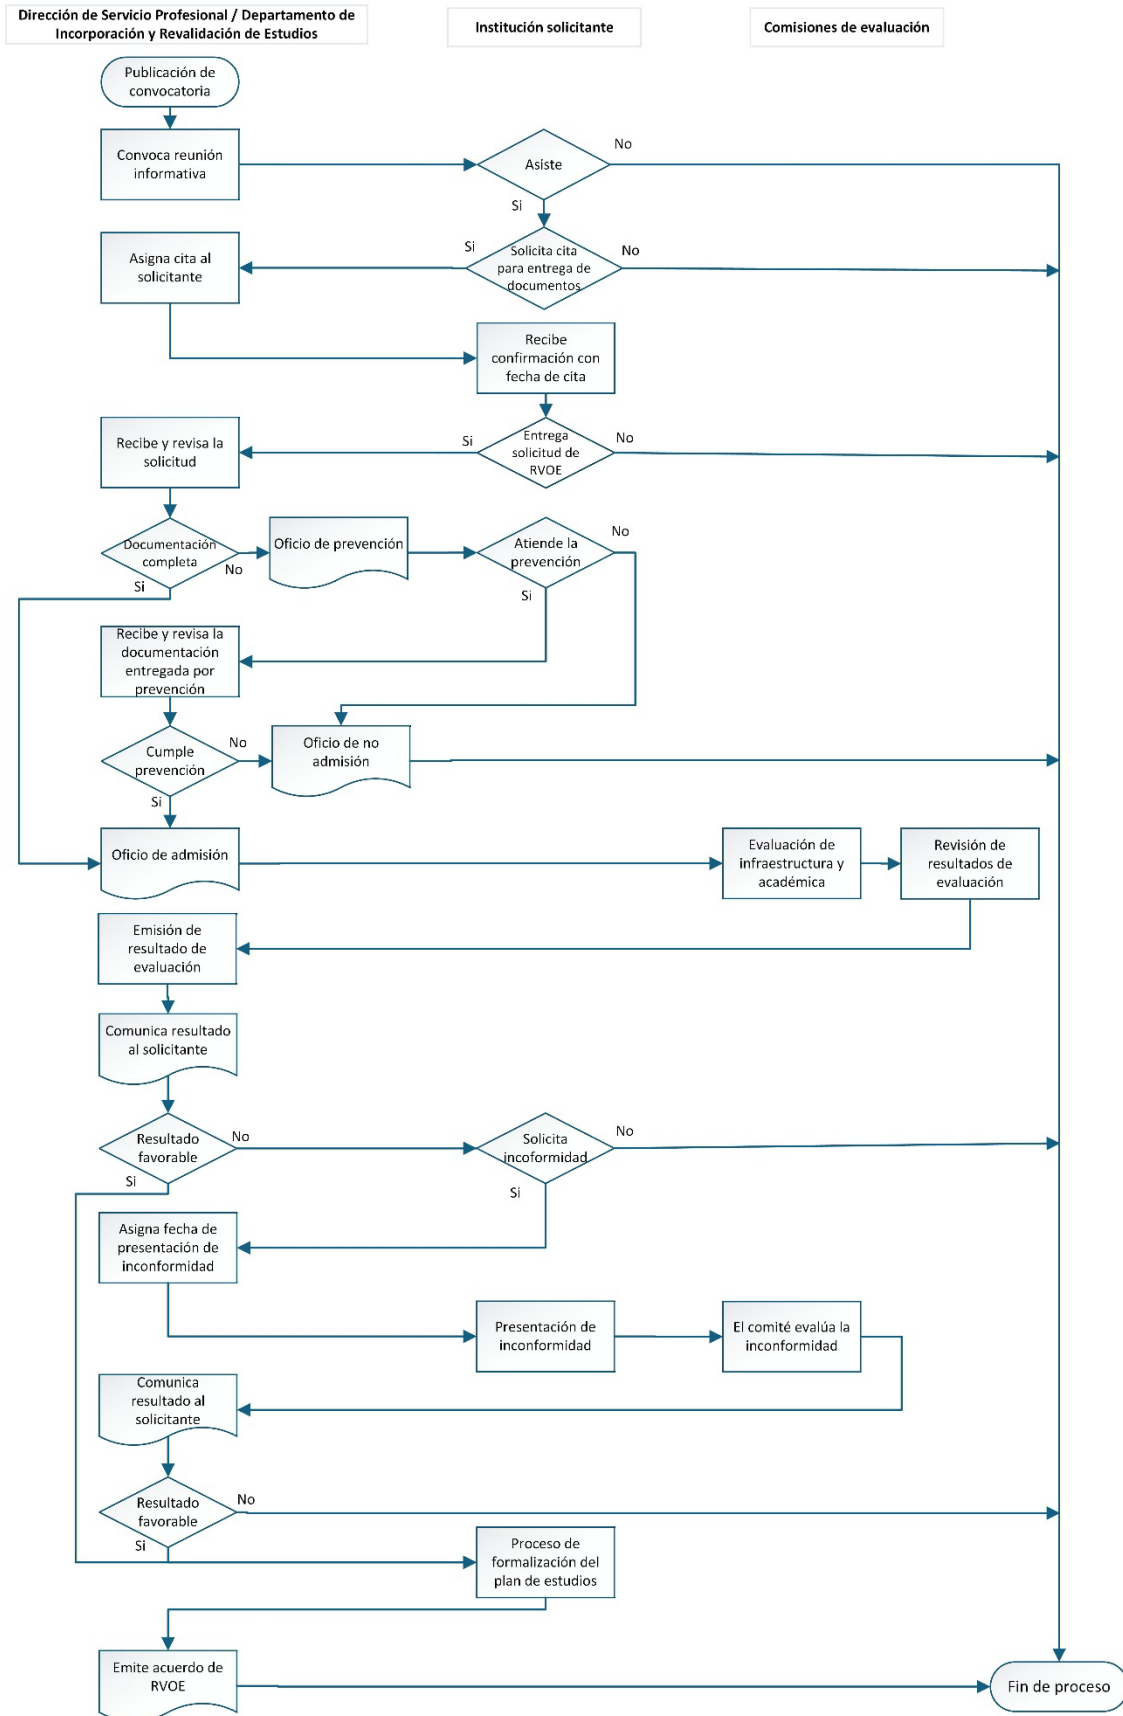 Dirección de Servicio Profesional / Departamento de
Incorporación y Revalidación de Estudios
Institución solicitante
Comisiones de evaluación
Publicación de
convocatoria
Convoca reunión
informativa
Asiste
No
Si
Asigna cita al
solicitante
Si
Solicita cita
para entrega de
documentos
No
Recibe
confirmación con
fecha de cita
Recibe y revisa la
solicitud
Si
Entrega
solicitud de
RVOE
No
Documentación
completa
No
Si
Oficio de prevención
Atiende la
prevención
No
Si
Recibe y revisa la
documentación
entregada por
prevención
Cumple
prevención
No
Si
Oficio de no
admisión
Oficio de admisión
Evaluación de
infraestructura y
académica
Revisión de
resultados de
evaluación
Emisión de
resultado de
evaluación
Comunica resultado
al solicitante
Resultado
favorable
No
Si
Solicita
incoformidad
No
Si
Asigna fecha de
presentación de
inconformidad
Presentación de
inconformidad
El comité evalúa la
inconformidad
Comunica
resultado al
solicitante
Resultado
favorable
No
Si
Proceso de
formalización del
plan de estudios
Emite acuerdo de
RVOE
Fin de proceso